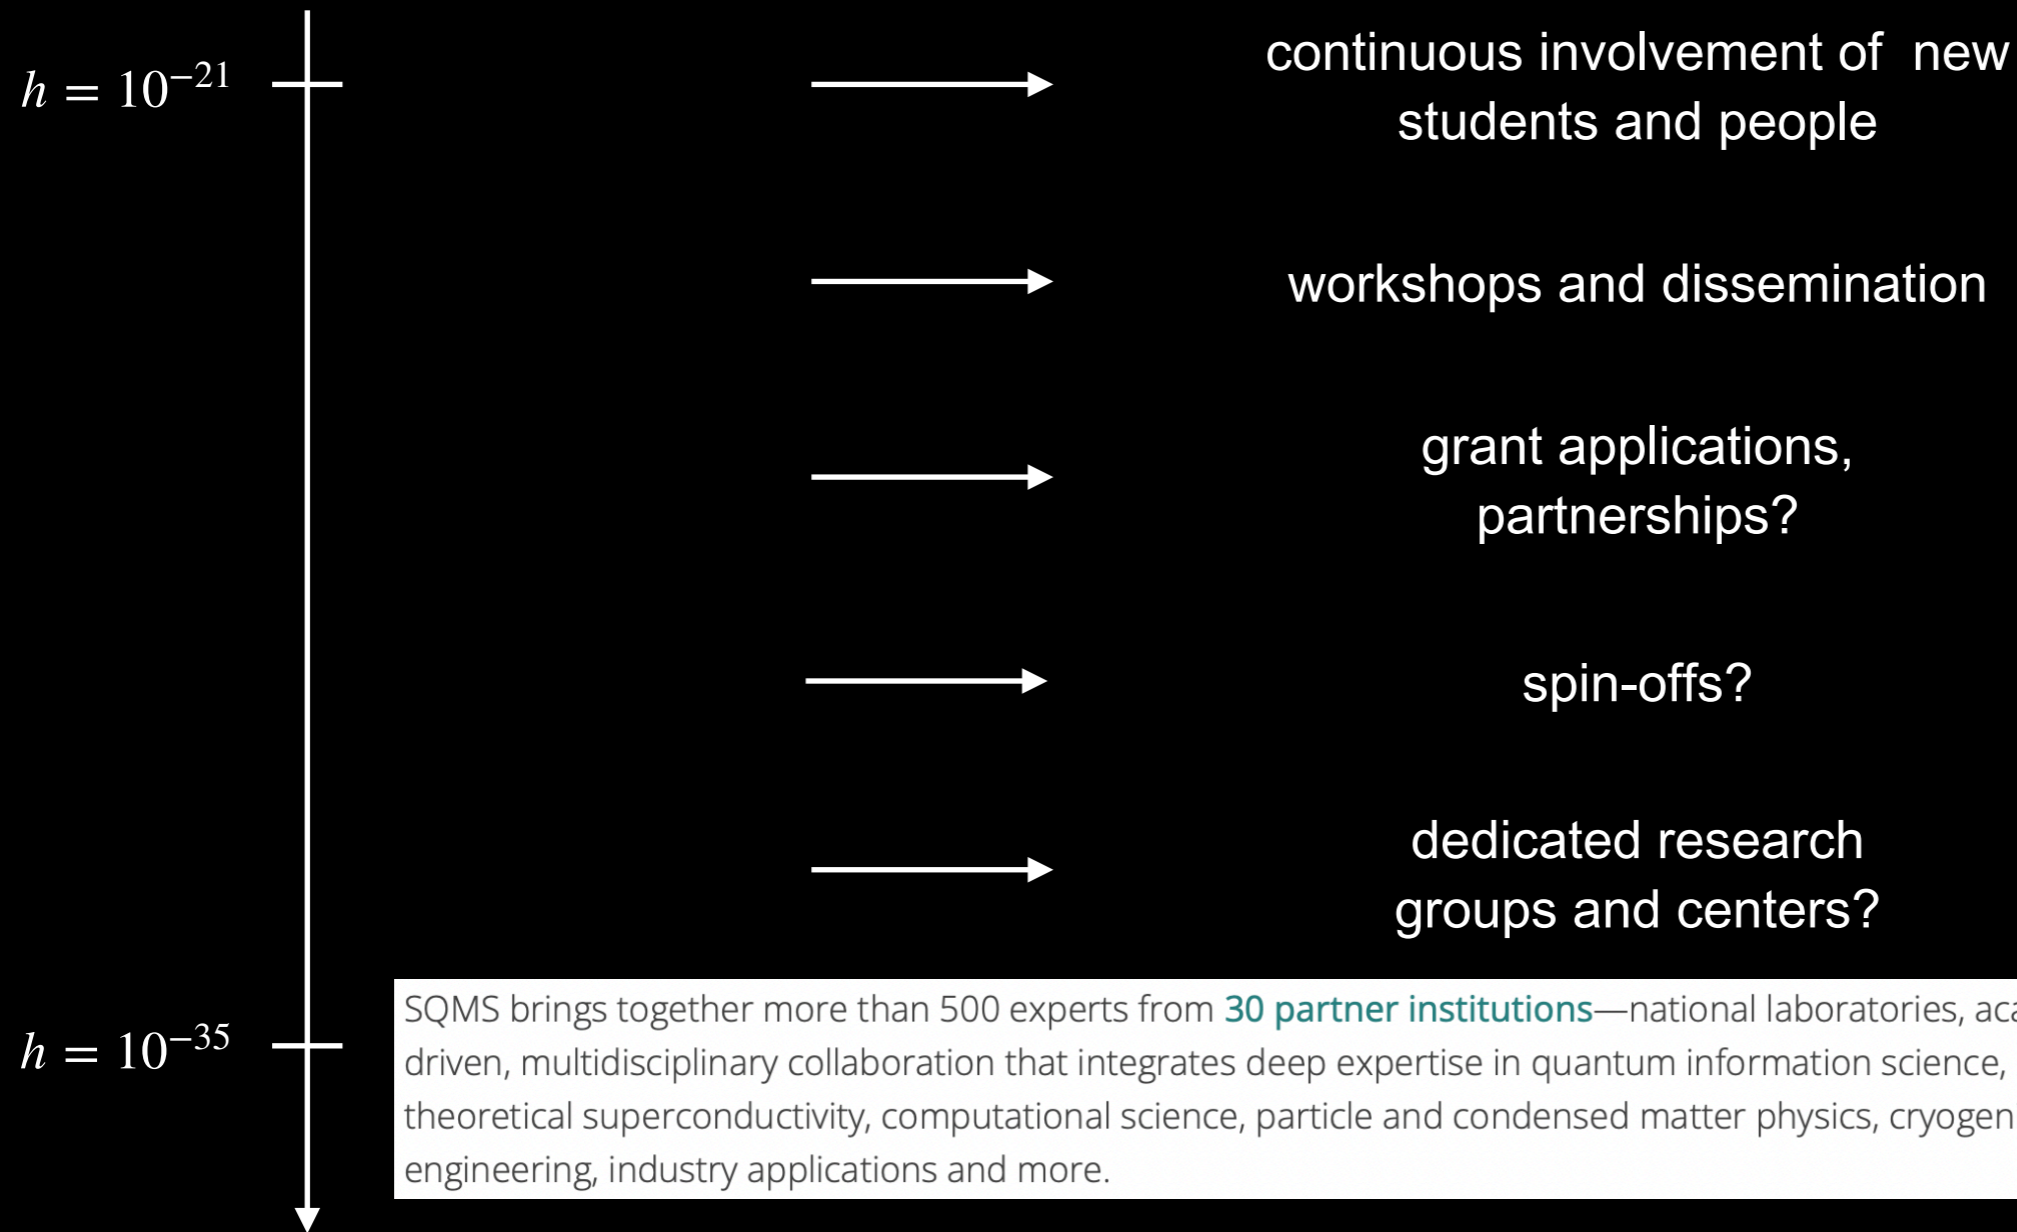 h = 10⁻²¹
continuous involvement of  new
students and people
workshops and dissemination
grant applications,
partnerships?
spin-offs?
dedicated research
groups and centers?
h = 10⁻³⁵
SQMS brings together more than 500 experts from 30 partner institutions—national laboratories, aca
driven, multidisciplinary collaboration that integrates deep expertise in quantum information science,
theoretical superconductivity, computational science, particle and condensed matter physics, cryogen
engineering, industry applications and more.